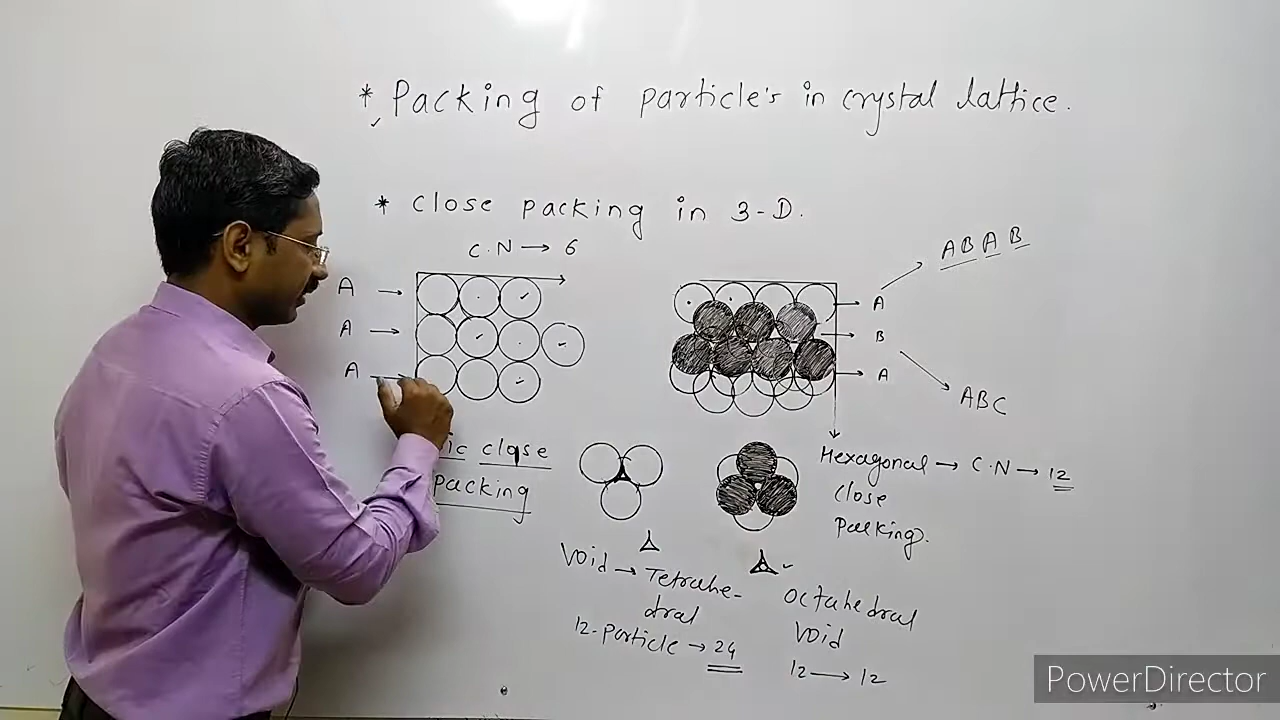 * Packing of particle's in crystal lattice.
* close packing in 3-D.
C.N → 6
A →
A →
A →
ic close
packing
→ A
→ B
→ A
A B A B
ABC
Hexagonal → C.N → 12
close
packing.
Void → Tetrahe-
dral
12-particle → 24
Octahedral
Void
12 → 12
PowerDirector